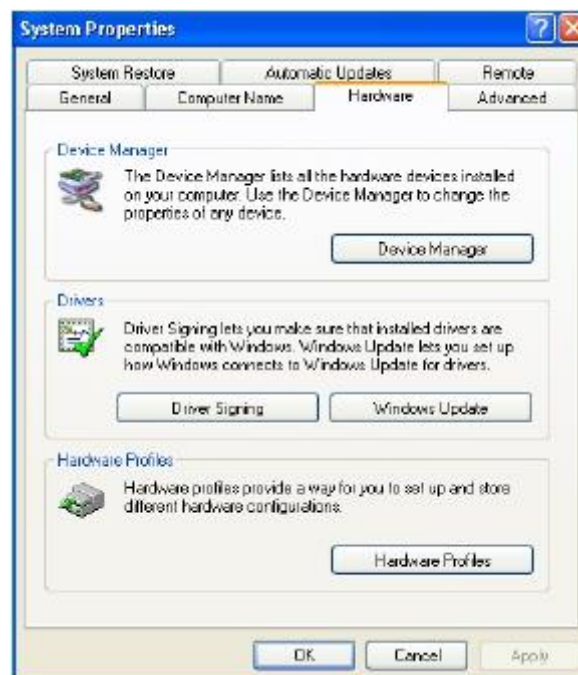 System Properties
System Restore Automatic Updates Remote
General Computer Name Hardware Advanced
Device Manager
The Device Manager lists all the hardware devices installed
on your computer. Use the Device Manager to change the
properties of any device.
Device Manager
Drivers
Driver Signing lets you make sure that installed drivers are
compatible with Windows. Windows Update lets you set up
how Windows connects to Windows Update for drivers.
Driver Signing Windows Update
Hardware Profiles
Hardware profiles provide a way for you to set up and store
different hardware configurations.
Hardware Profiles
OK Cancel Apply